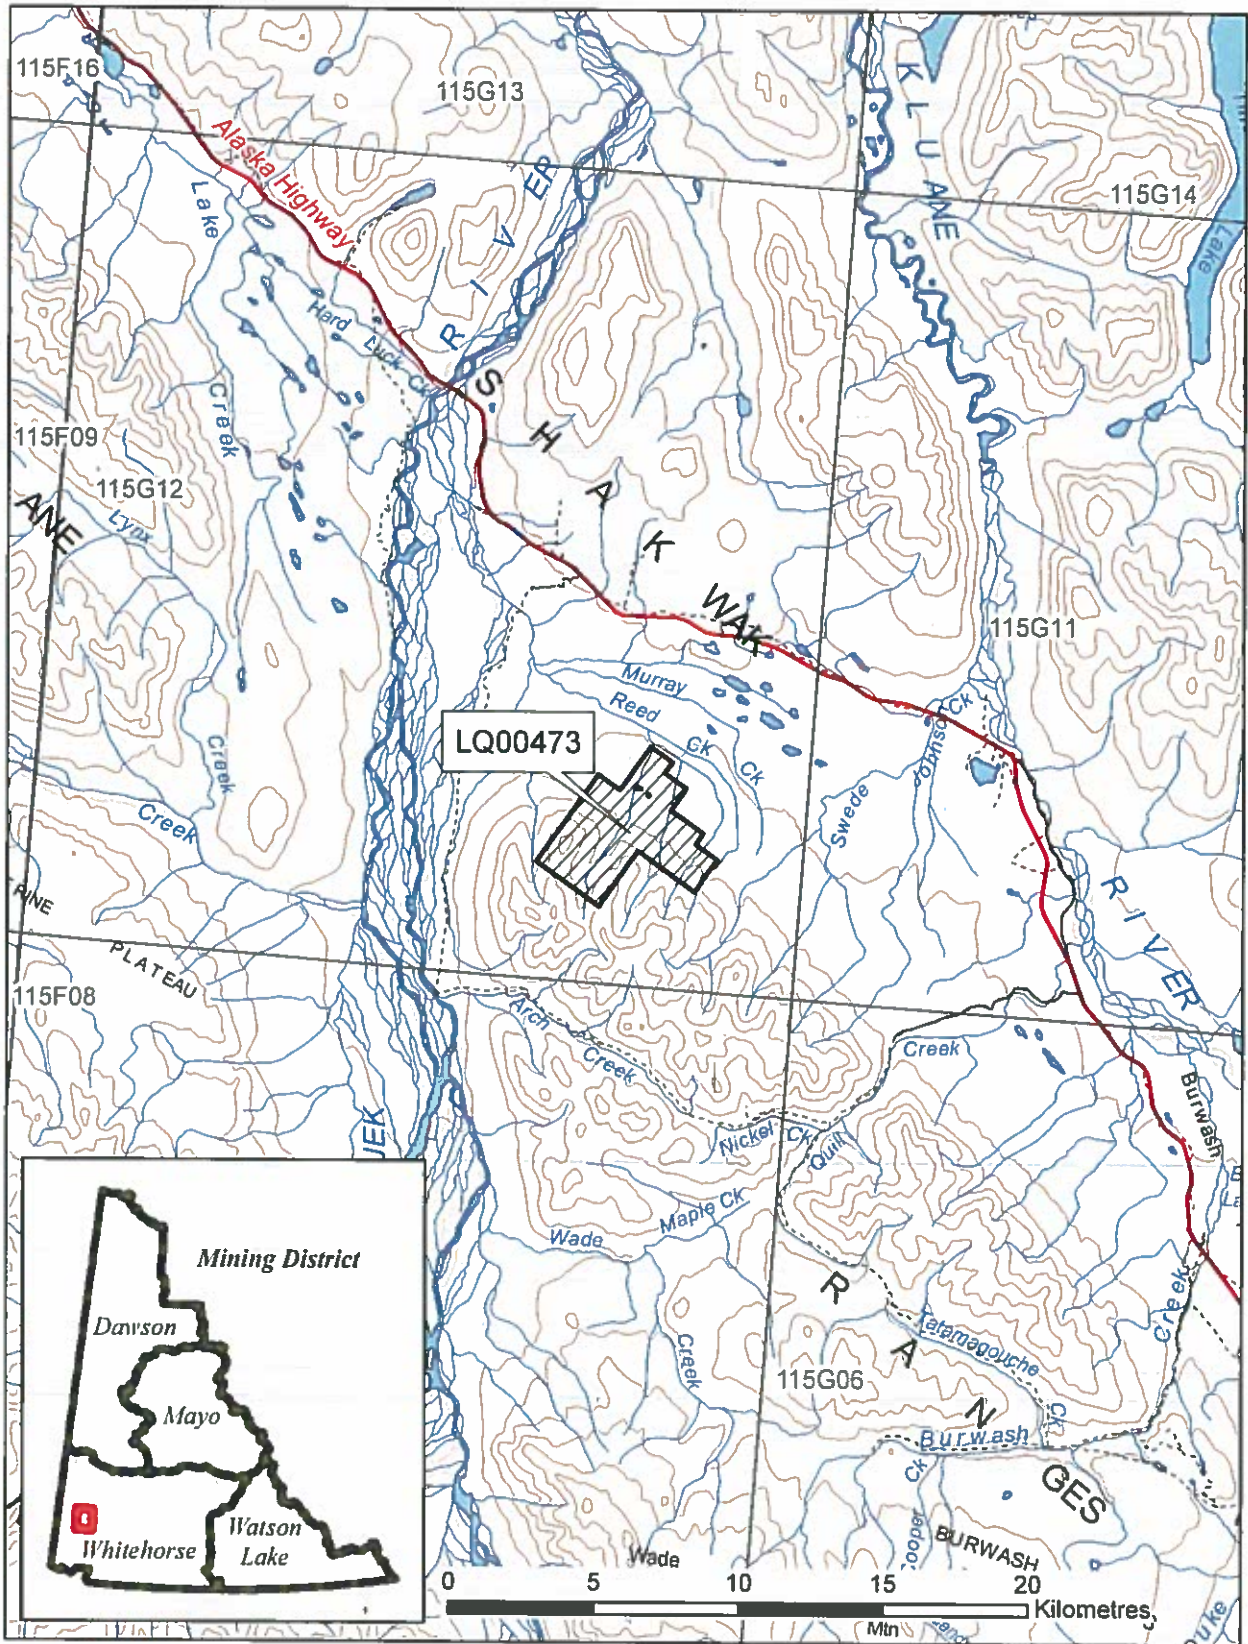 115F16
115G13
KLUANE
115G14
Alaska Highway
Lake
RIVER
Lake
Hard Luck Ck
SHAKWAK
Creek
115F09
115G12
Lynx
ANE
115G11
Murray
Reed
Ck
Ck
Johnson Ck
Swede
LQ00473
Creek
Creek
RIVER
RINE
PLATEAU
115F08
Arch
Creek
Creek
Burwash
Nickel Ck
Quill
JEK
Maple Ck
Wade
Creek
RANGES
Tatamagouche
Ck
Creek
115G06
Burwash
Ck
BURWASH
Wade
Mtn
Mining District
Dawson
Mayo
Whitehorse
Watson
Lake
0 5 10 15 20
Kilometres